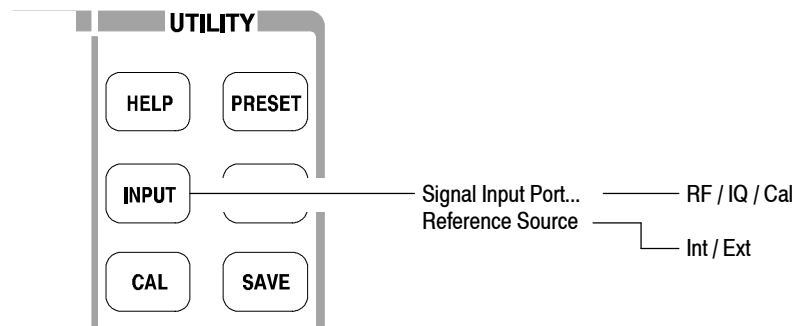 UTILITY
HELP PRESET
INPUT Signal Input Port... RF / IQ / Cal
Reference Source
Int / Ext
CAL SAVE